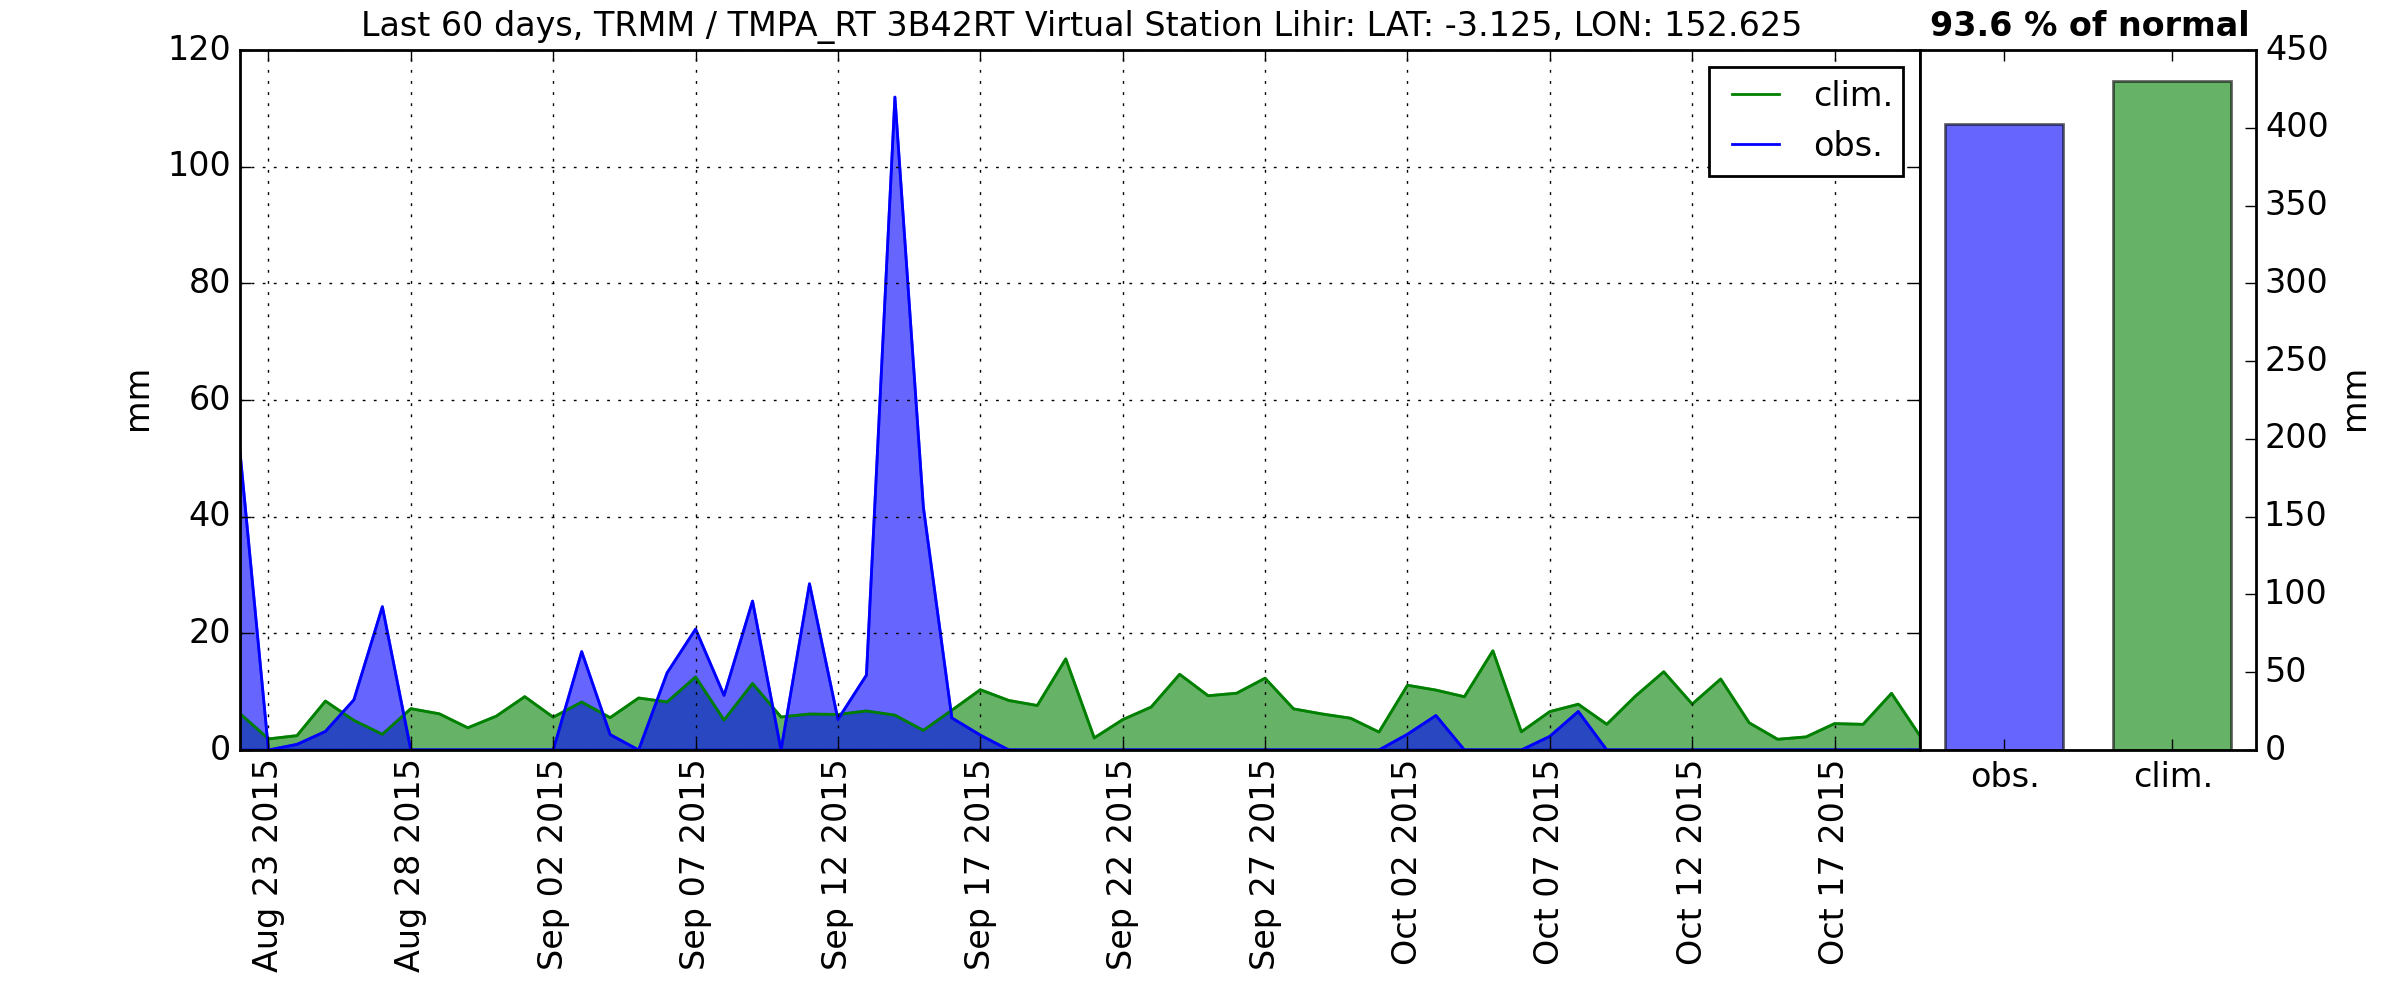 Last 60 days, TRMM / TMPA_RT 3B42RT Virtual Station Lihir: LAT: -3.125, LON: 152.625
93.6 % of normal
120
100
80
60
40
20
0
mm
clim.
obs.
450
400
350
300
250
200
150
100
50
0
mm
Aug 23 2015
Aug 28 2015
Sep 02 2015
Sep 07 2015
Sep 12 2015
Sep 17 2015
Sep 22 2015
Sep 27 2015
Oct 02 2015
Oct 07 2015
Oct 12 2015
Oct 17 2015
obs.
clim.